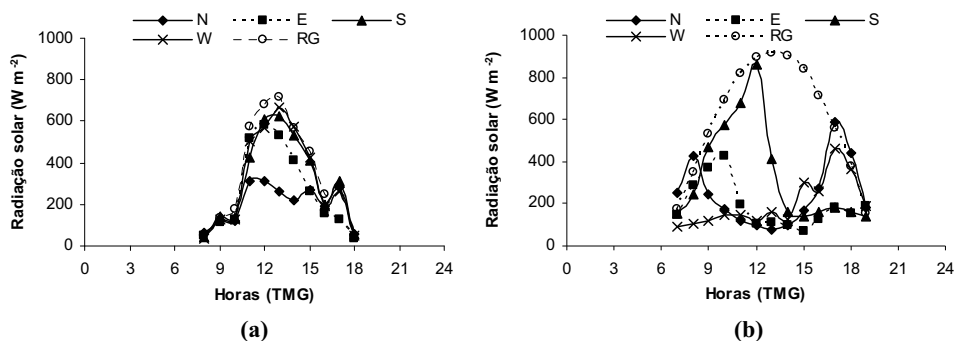 N E S
W RG
Radiação solar (W m-2)
1000
800
600
400
200
0
0 3 6 9 12 15 18 21 24
Horas (TMG)
(a)
N E S
W RG
Radiação solar (W m-2)
1000
800
600
400
200
0
0 3 6 9 12 15 18 21 24
Horas (TMG)
(b)